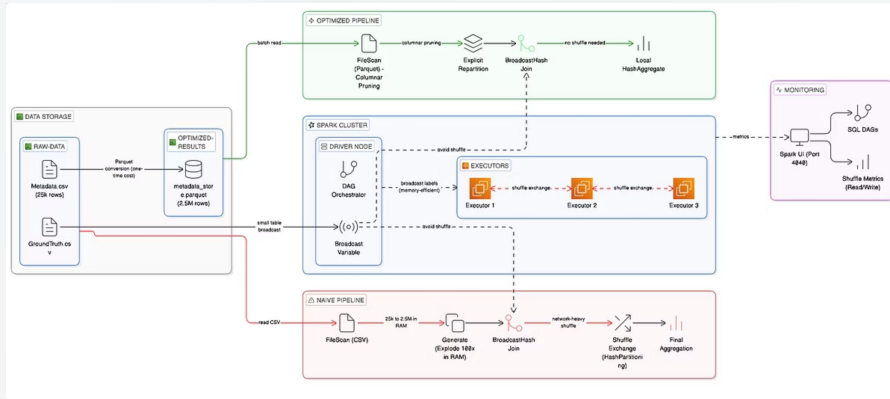 OPTIMIZED PIPELINE
batch read
FileScan
(Parquet) -
Columnar
Pruning
columnar pruning
Explicit
Repartition
BroadcastHash
Join
no shuffle needed
Local
HashAggregate
DATA STORAGE
RAW-DATA
Metadata.csv
(25k rows)
GroundTruth.cs
v
Parquet
conversion (one-
time cost)
OPTIMIZED-
RESULTS
metadata_stor
e.parquet
(2.5M rows)
small table
broadcast
read CSV
SPARK CLUSTER
DRIVER NODE
DAG
Orchestrator
Broadcast
Variable
avoid shuffle
broadcast labels
(memory-efficient)
avoid shuffle
EXECUTORS
Executor 1
shuffle exchange
Executor 2
shuffle exchange
Executor 3
metrics
MONITORING
Spark UI (Port
4040)
SQL DAGs
Shuffle Metrics
(Read/Write)
NAIVE PIPELINE
FileScan (CSV)
25k to 2.5M in
RAM
Generate
(Explode 100x
in RAM)
BroadcastHash
Join
network-heavy
shuffle
Shuffle
Exchange
(HashPartitioni
ng)
Final
Aggregation